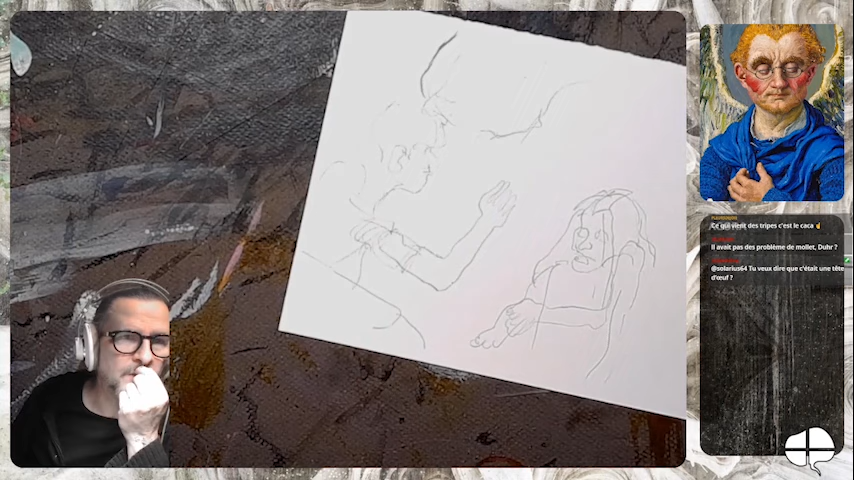 Ce qui vient des tripes c'est le caca ☝
Il avait pas des problème de mollet, Duhr ?
@solarius64 Tu veux dire que c'était une tête
d'œuf ?